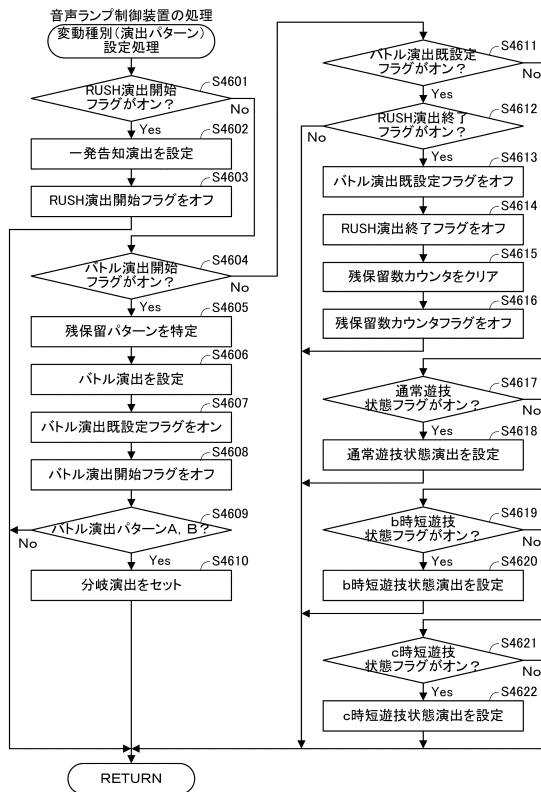 音声ランプ制御装置の処理
変動種別(演出パターン)
設定処理
S4601
RUSH演出開始
フラグがオン?
No
Yes
S4602
一発告知演出を設定
S4603
RUSH演出開始フラグをオフ
S4604
バトル演出開始
フラグがオン?
No
Yes
S4605
残保留パターンを特定
S4606
バトル演出を設定
S4607
バトル演出既設定フラグをオン
S4608
バトル演出開始フラグをオフ
S4609
バトル演出パターンA, B?
No
Yes
S4610
分岐演出をセット
RETURN
S4611
バトル演出既設定
フラグがオン?
No
Yes
S4612
RUSH演出終了
フラグがオン?
No
Yes
S4613
バトル演出既設定フラグをオフ
S4614
RUSH演出終了フラグをオフ
S4615
残保留数カウンタをクリア
S4616
残保留数カウンタフラグをオフ
S4617
通常遊技
状態フラグがオン?
No
Yes
S4618
通常遊技状態演出を設定
S4619
b時短遊技
状態フラグがオン?
No
Yes
S4620
b時短遊技状態演出を設定
S4621
c時短遊技
状態フラグがオン?
No
Yes
S4622
c時短遊技状態演出を設定